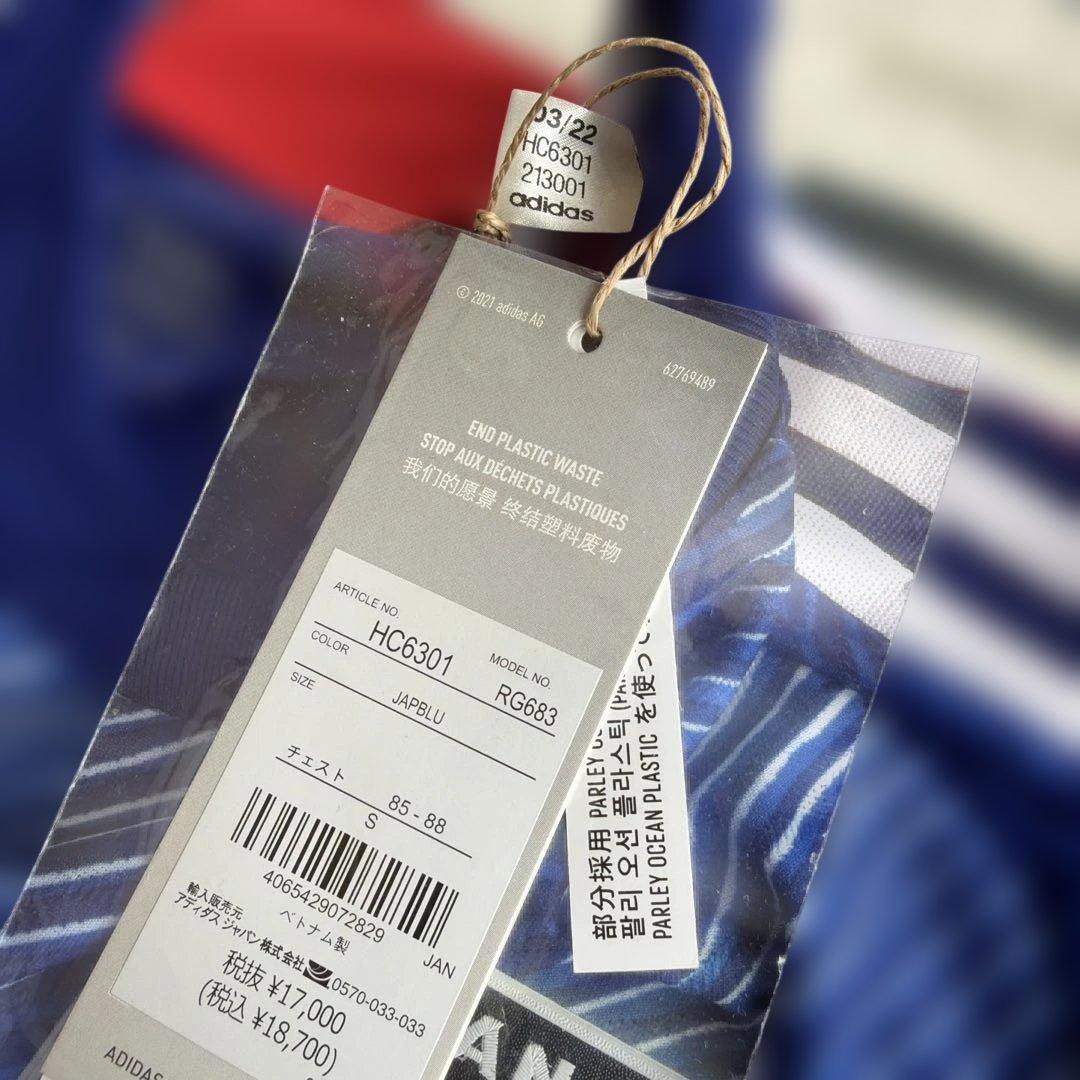 03/22
HC6301
213001
adidas
© 2021 adidas AG
62769489
END PLASTIC WASTE
STOP AUX DÉCHETS PLASTIQUES
我们的愿景 终结塑料废物
ARTICLE NO.
HC6301
MODEL NO.
RG683
COLOR
JAPBLU
SIZE
チェスト
85 - 88
S
4065429072829
JAN
ベトナム製
輸入販売元
アディダス ジャパン株式会社
0570-033-033
税抜 ¥17,000
(税込 ¥18,700)
ADIDAS
部分採用 PARLEY
팔리 오션 플라스틱 (PAR
PARLEY OCEAN PLASTIC を使っ
AN